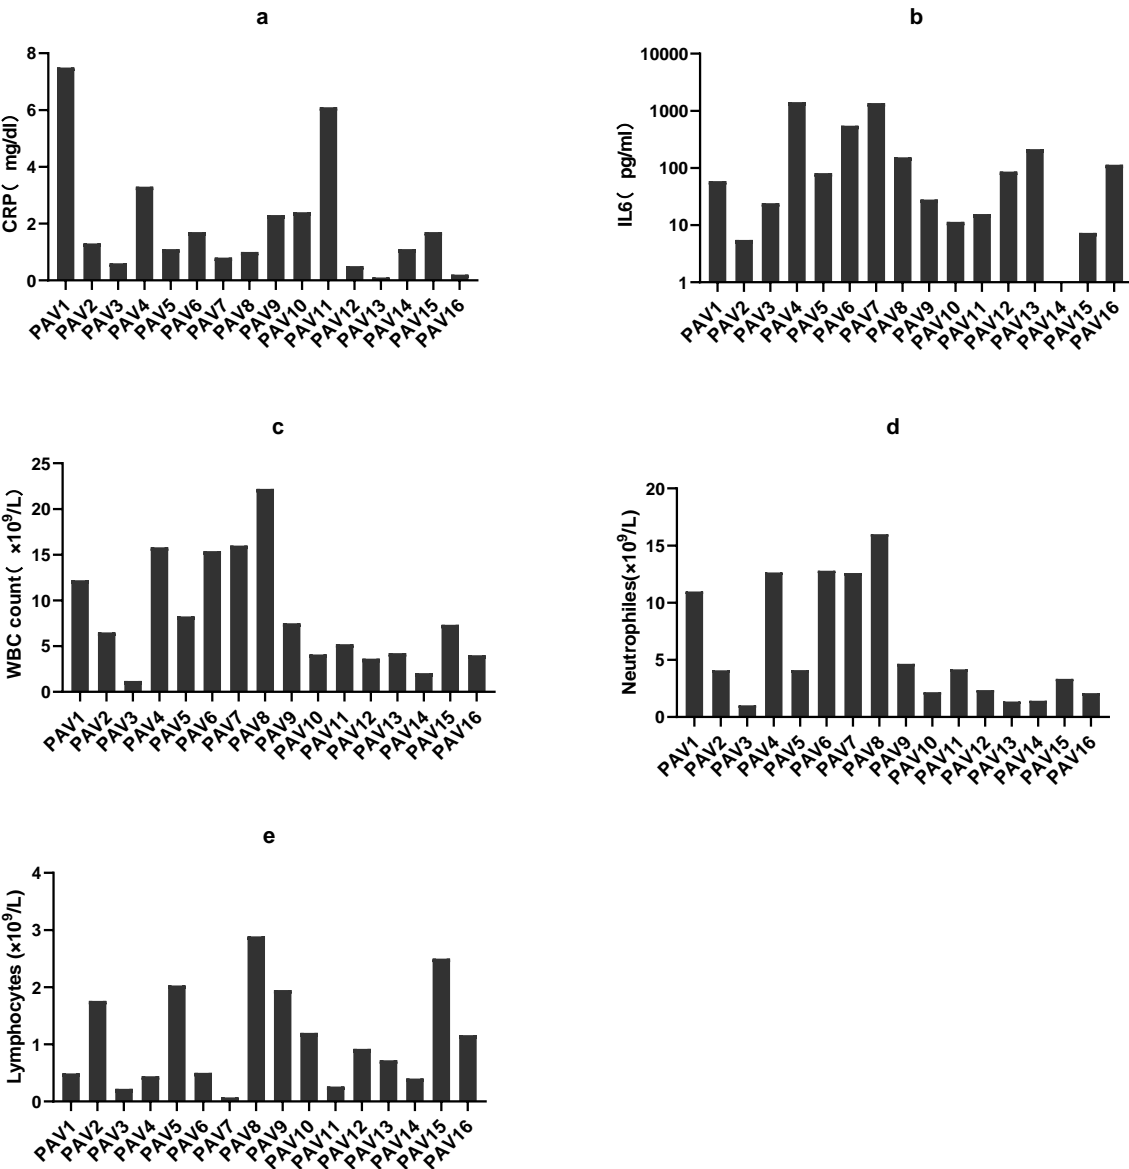 a
CRP( mg/dl)
8
6
4
2
0
PAV1 PAV2 PAV3 PAV4 PAV5 PAV6 PAV7 PAV8 PAV9 PAV10 PAV11 PAV12 PAV13 PAV14 PAV15 PAV16
b
IL6( pg/ml)
10000
1000
100
10
1
PAV1 PAV2 PAV3 PAV4 PAV5 PAV6 PAV7 PAV8 PAV9 PAV10 PAV11 PAV12 PAV13 PAV14 PAV15 PAV16
c
WBC count( ×10⁹/L)
25
20
15
10
5
0
PAV1 PAV2 PAV3 PAV4 PAV5 PAV6 PAV7 PAV8 PAV9 PAV10 PAV11 PAV12 PAV13 PAV14 PAV15 PAV16
d
Neutrophiles(×10⁹/L)
20
15
10
5
0
PAV1 PAV2 PAV3 PAV4 PAV5 PAV6 PAV7 PAV8 PAV9 PAV10 PAV11 PAV12 PAV13 PAV14 PAV15 PAV16
e
Lymphocytes (×10⁹/L)
4
3
2
1
0
PAV1 PAV2 PAV3 PAV4 PAV5 PAV6 PAV7 PAV8 PAV9 PAV10 PAV11 PAV12 PAV13 PAV14 PAV15 PAV16